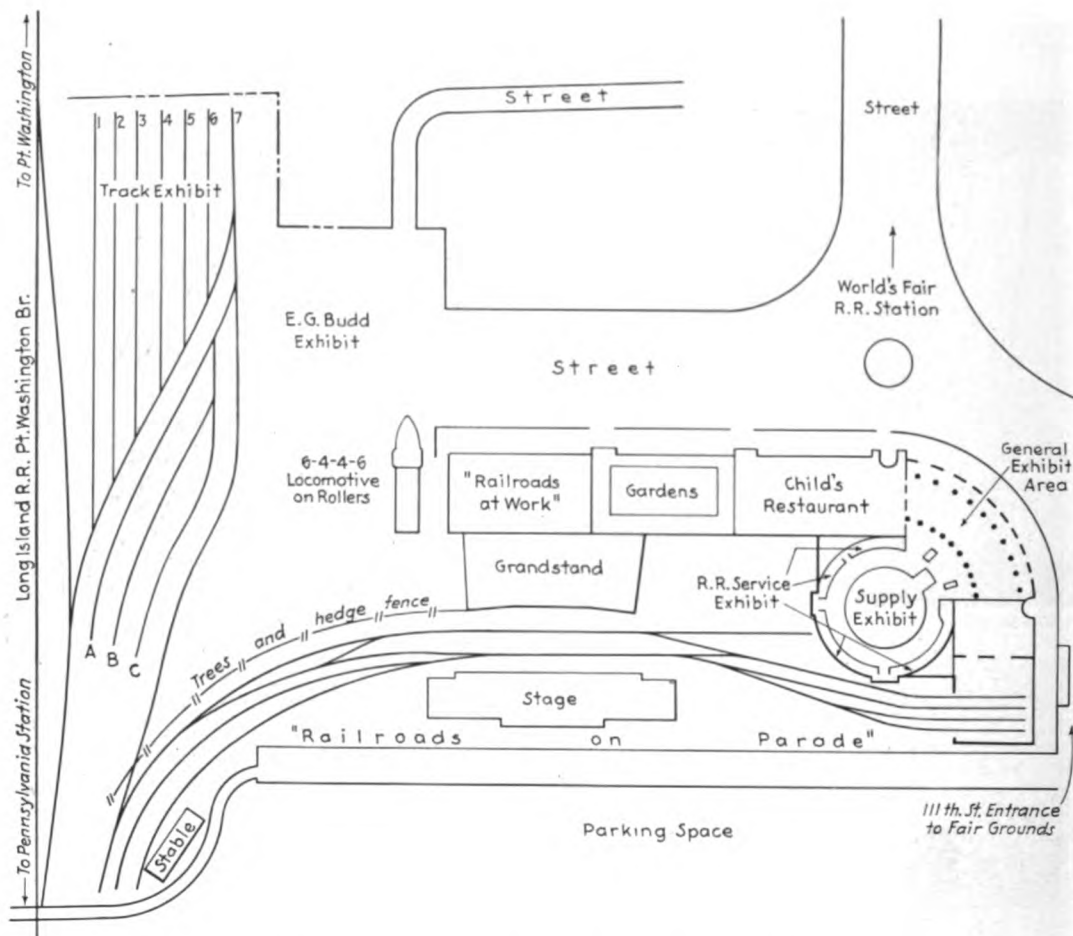 To Pt. Washington
Long Island R.R. Pt. Washington Br.
To Pennsylvania Station
1 2 3 4 5 6 7
Track Exhibit
Street
Street
World's Fair
R.R. Station
E.G. Budd
Exhibit
Street
6-4-4-6
Locomotive
on Rollers
"Railroads
at Work"
Gardens
Child's
Restaurant
General
Exhibit
Area
Grandstand
R.R. Service
Exhibit
Supply
Exhibit
Trees and hedge fence
A B C
Stage
"Railroads on Parade"
Stable
Parking Space
111th. St. Entrance
to Fair Grounds